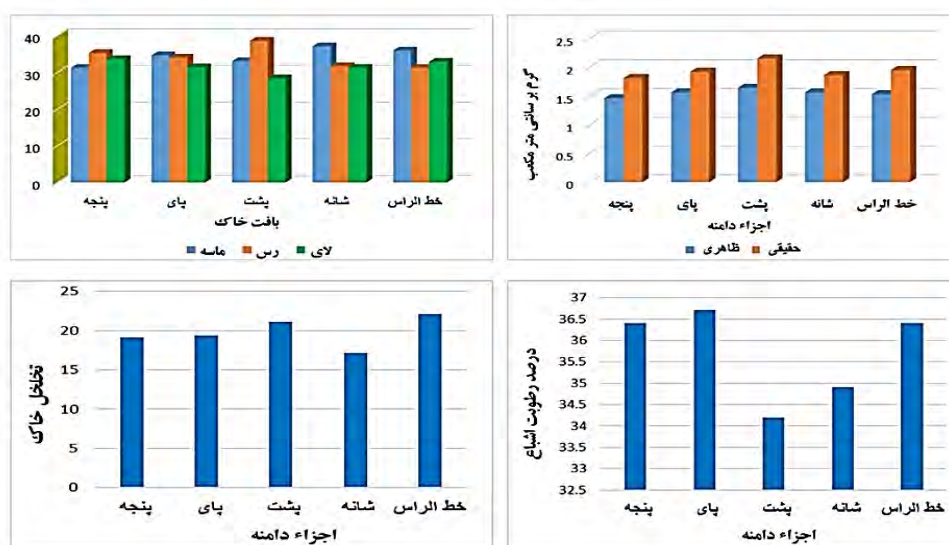 40
30
20
10
0
پنجه پای پشت شانه خط الراس
بافت خاک
ماسه رس لای
گرم بر سانتی متر مکعب
2.5
2
1.5
1
0.5
0
پنجه پای پشت شانه خط الراس
اجزاء دامنه
ظاهری حقیقی
تخلخل خاک
25
20
15
10
5
0
پنجه پای پشت شانه خط الراس
اجزاء دامنه
درصد رطوبت اشباع
37
36.5
36
35.5
35
34.5
34
33.5
33
32.5
پنجه پای پشت شانه خط الراس
اجزاء دامنه